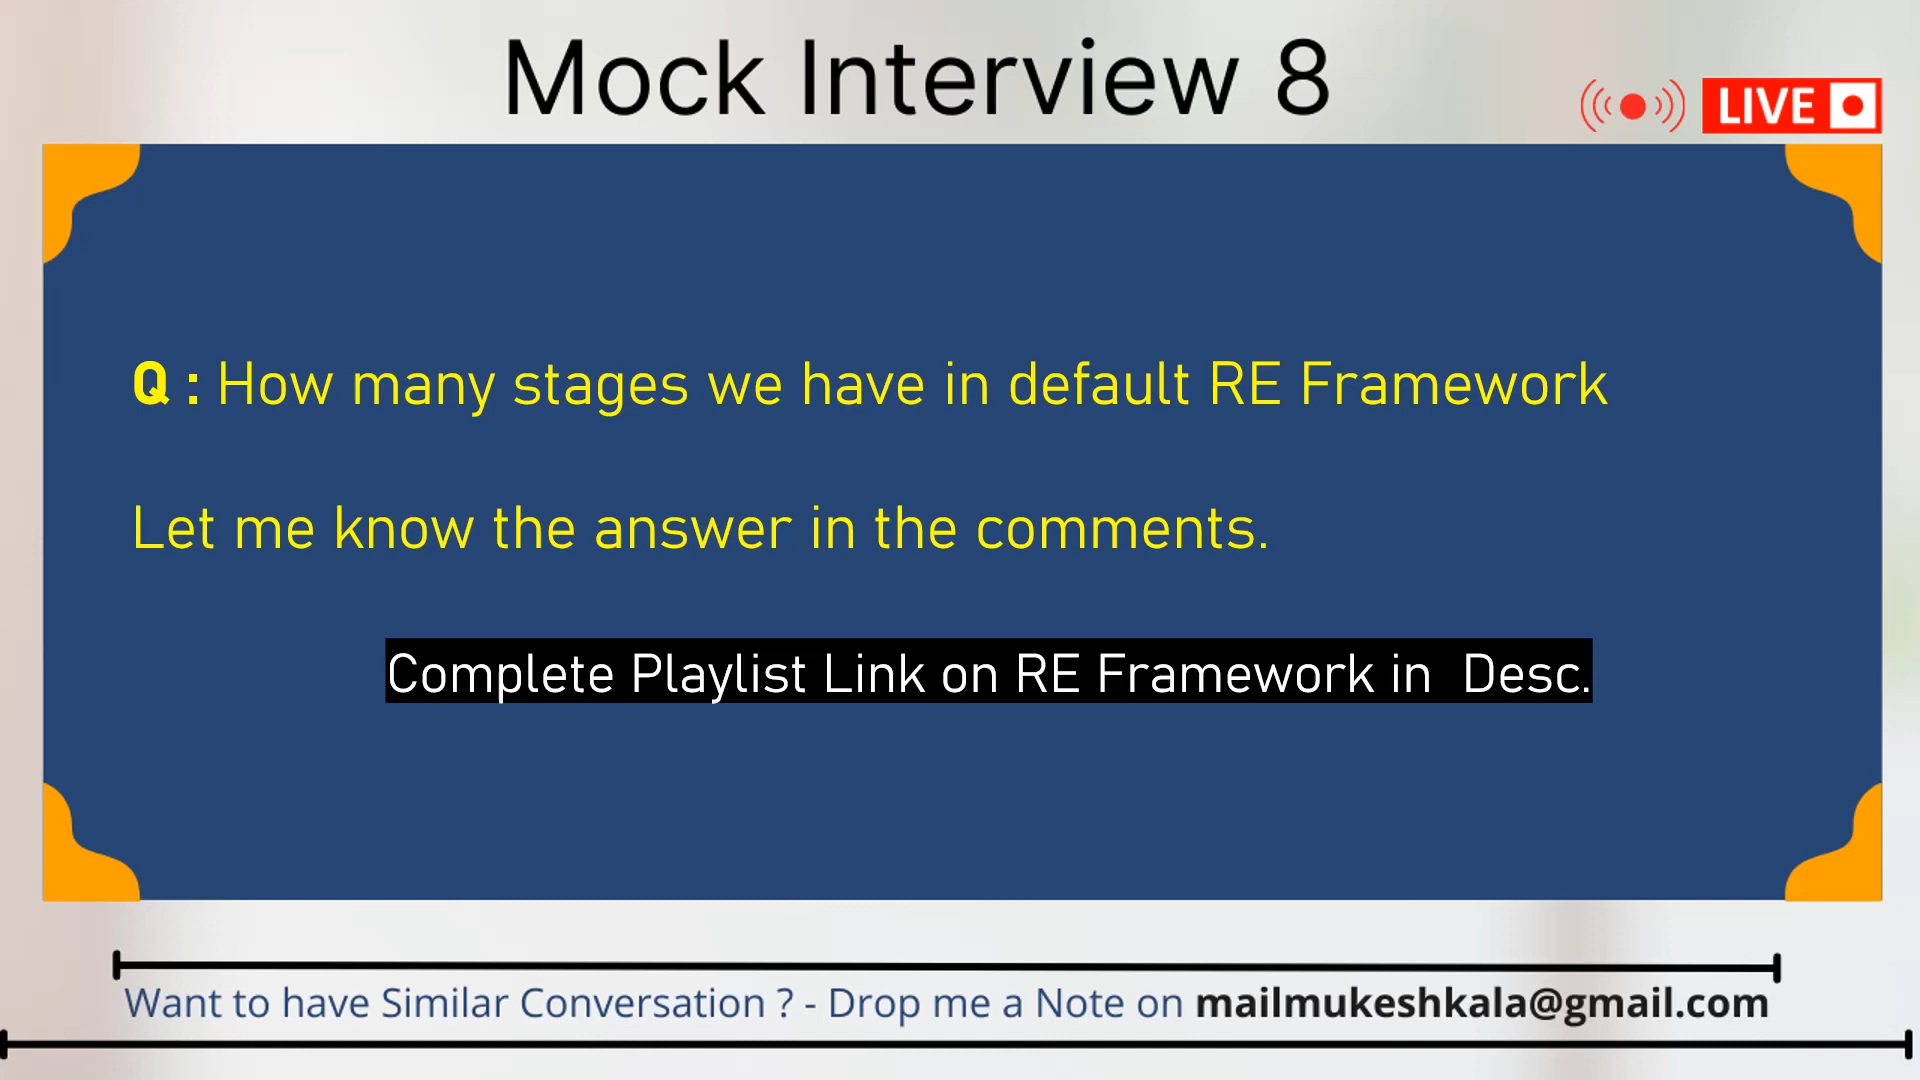 Mock Interview 8
LIVE
Q : How many stages we have in default RE Framework
Let me know the answer in the comments.
Complete Playlist Link on RE Framework in  Desc.
Want to have Similar Conversation ? - Drop me a Note on mailmukeshkala@gmail.com